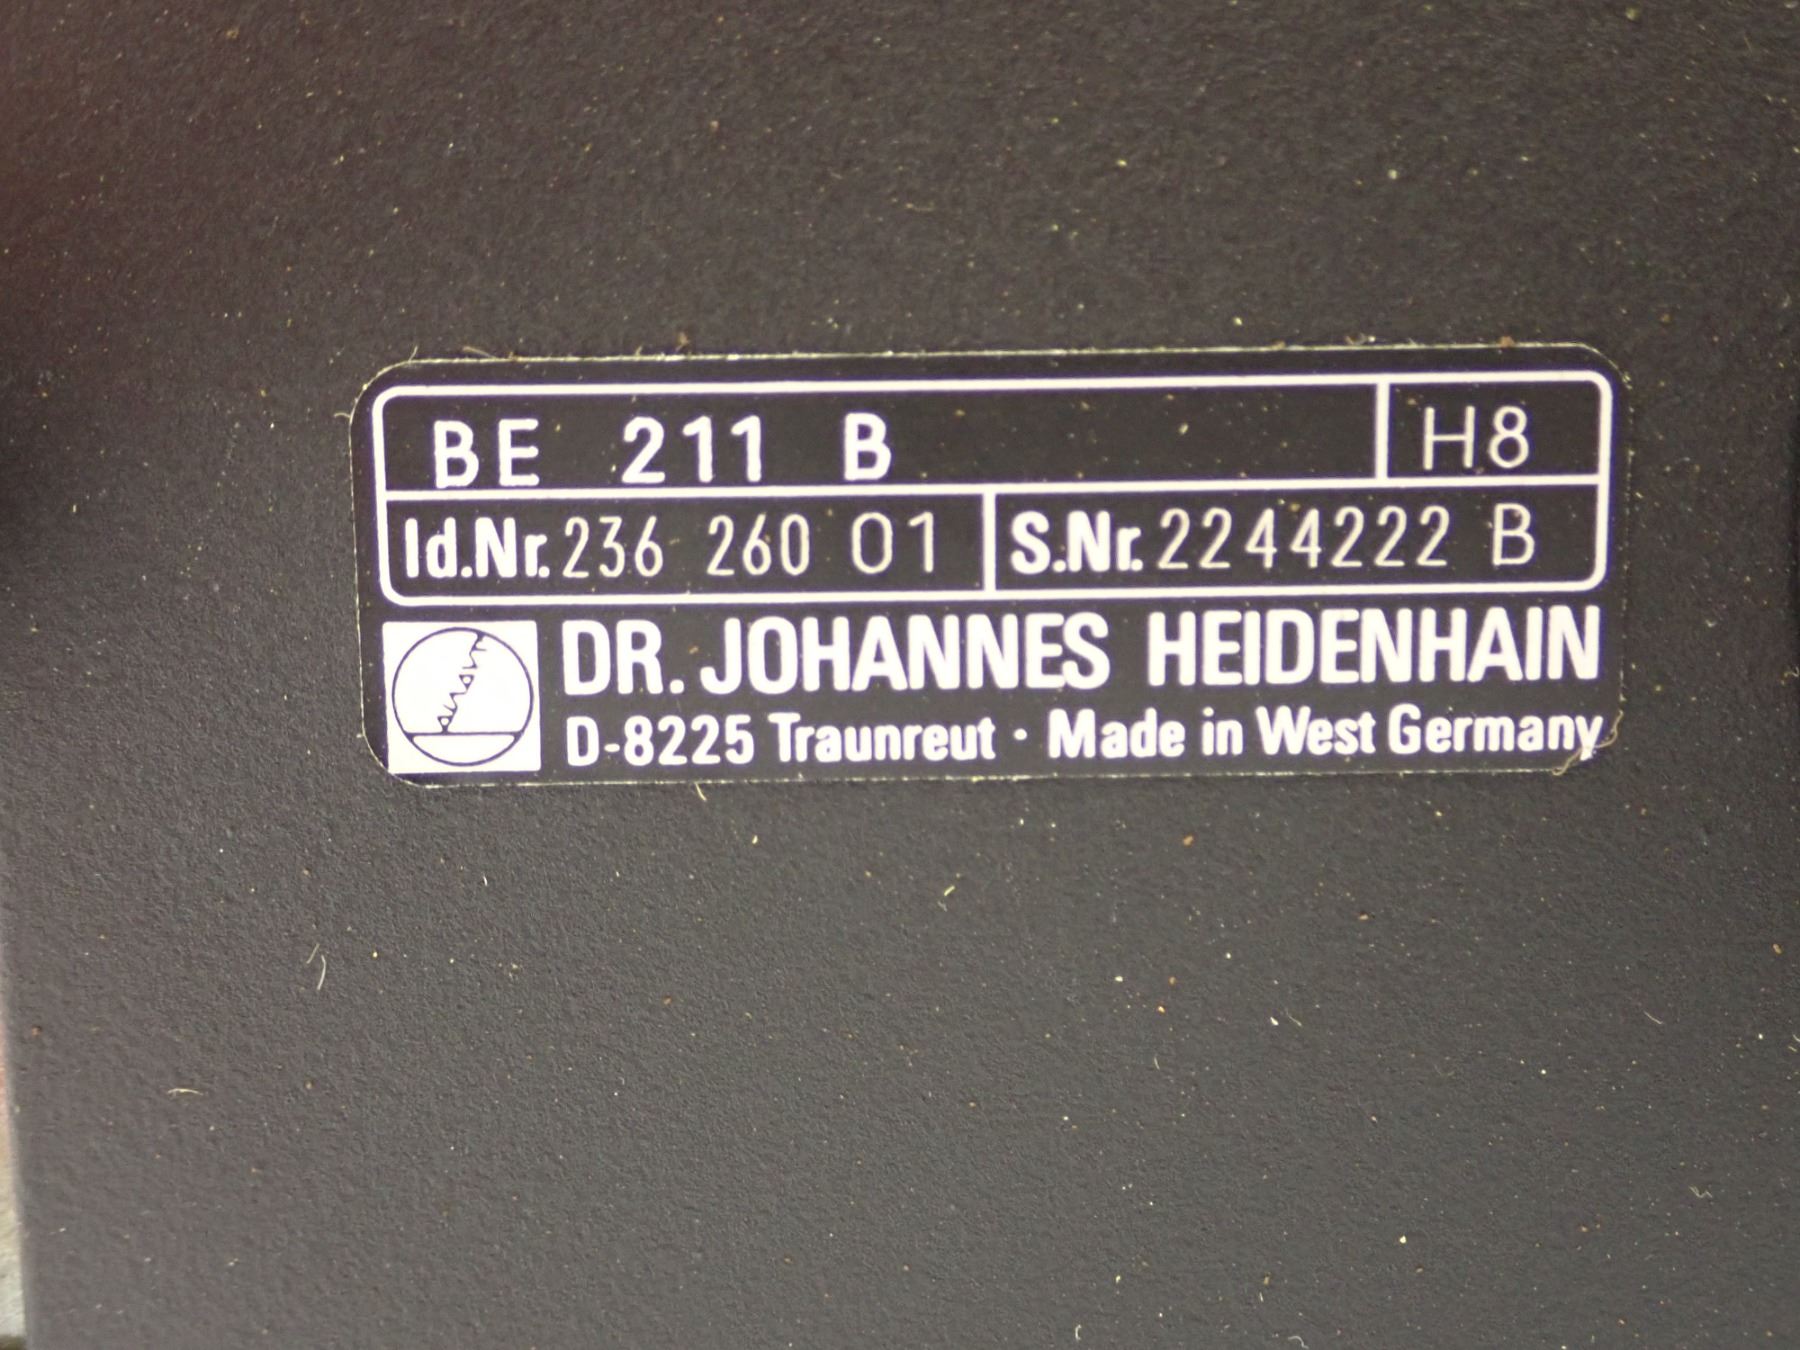 BE 211 B H8
Id.Nr. 236 260 01 S.Nr. 2244222 B
DR. JOHANNES HEIDENHAIN
D-8225 Traunreut · Made in West Germany